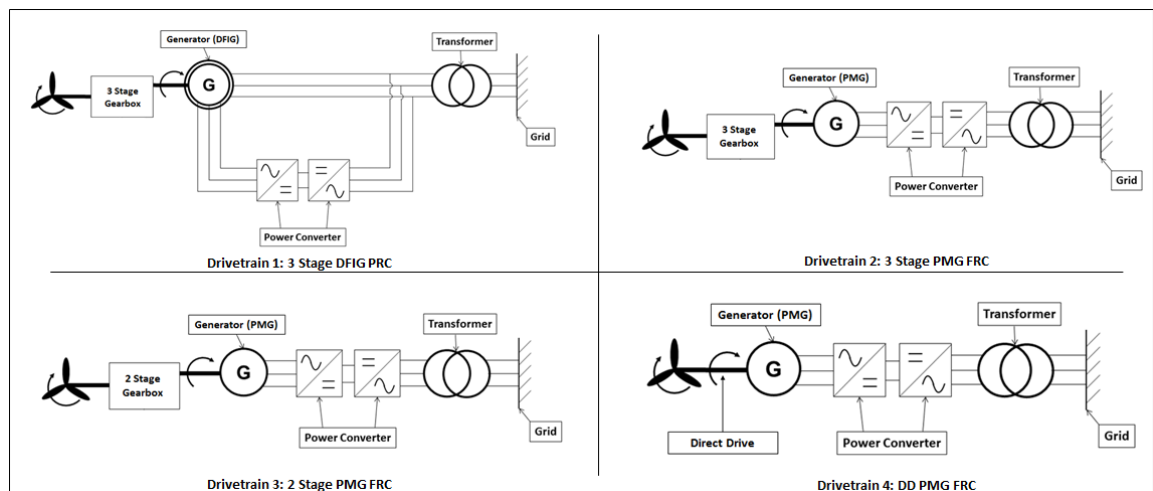 Generator (DFIG)
Transformer
G
3 Stage
Gearbox
Grid
Power Converter
Drivetrain 1: 3 Stage DFIG PRC
Generator (PMG)
Transformer
G
3 Stage
Gearbox
Power Converter
Grid
Drivetrain 2: 3 Stage PMG FRC
Generator (PMG)
Transformer
G
2 Stage
Gearbox
Power Converter
Grid
Drivetrain 3: 2 Stage PMG FRC
Generator (PMG)
Transformer
G
Direct Drive
Power Converter
Grid
Drivetrain 4: DD PMG FRC